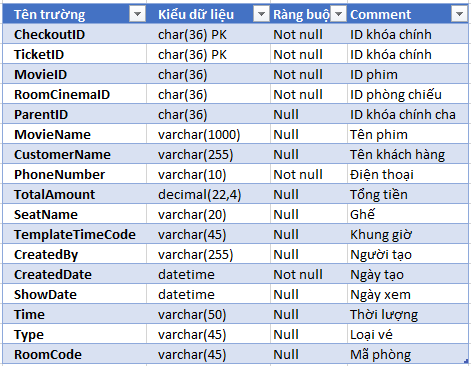 Tên trường Kiểu dữ liệu Ràng buộ Comment
CheckoutID char(36) PK Not null ID khóa chính
TicketID char(36) PK Not null ID khóa chính
MovieID char(36) Not null ID phim
RoomCinemaID char(36) Not null ID phòng chiếu
ParentID char(36) Null ID khóa chính cha
MovieName varchar(1000) Null Tên phim
CustomerName varchar(255) Null Tên khách hàng
PhoneNumber varchar(10) Not null Điện thoại
TotalAmount decimal(22,4) Null Tổng tiền
SeatName varchar(20) Null Ghế
TemplateTimeCode varchar(45) Null Khung giờ
CreatedBy varchar(255) Null Người tạo
CreatedDate datetime Not null Ngày tạo
ShowDate datetime Null Ngày xem
Time varchar(50) Null Thời lượng
Type varchar(45) Null Loại vé
RoomCode varchar(45) Null Mã phòng